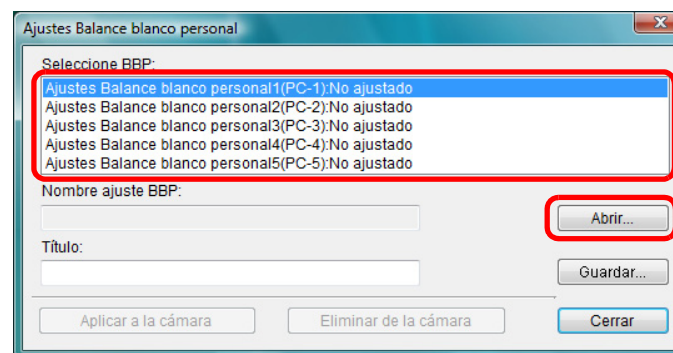 Ajustes Balance blanco personal
Seleccione BBP:
Ajustes Balance blanco personal1(PC-1):No ajustado
Ajustes Balance blanco personal2(PC-2):No ajustado
Ajustes Balance blanco personal3(PC-3):No ajustado
Ajustes Balance blanco personal4(PC-4):No ajustado
Ajustes Balance blanco personal5(PC-5):No ajustado
Nombre ajuste BBP:
Abrir...
Título:
Guardar...
Aplicar a la cámara Eliminar de la cámara Cerrar